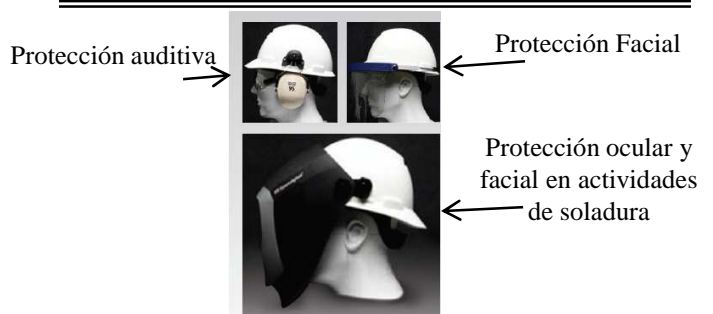 Protección auditiva
Protección Facial
Protección ocular y
facial en actividades
de soladura